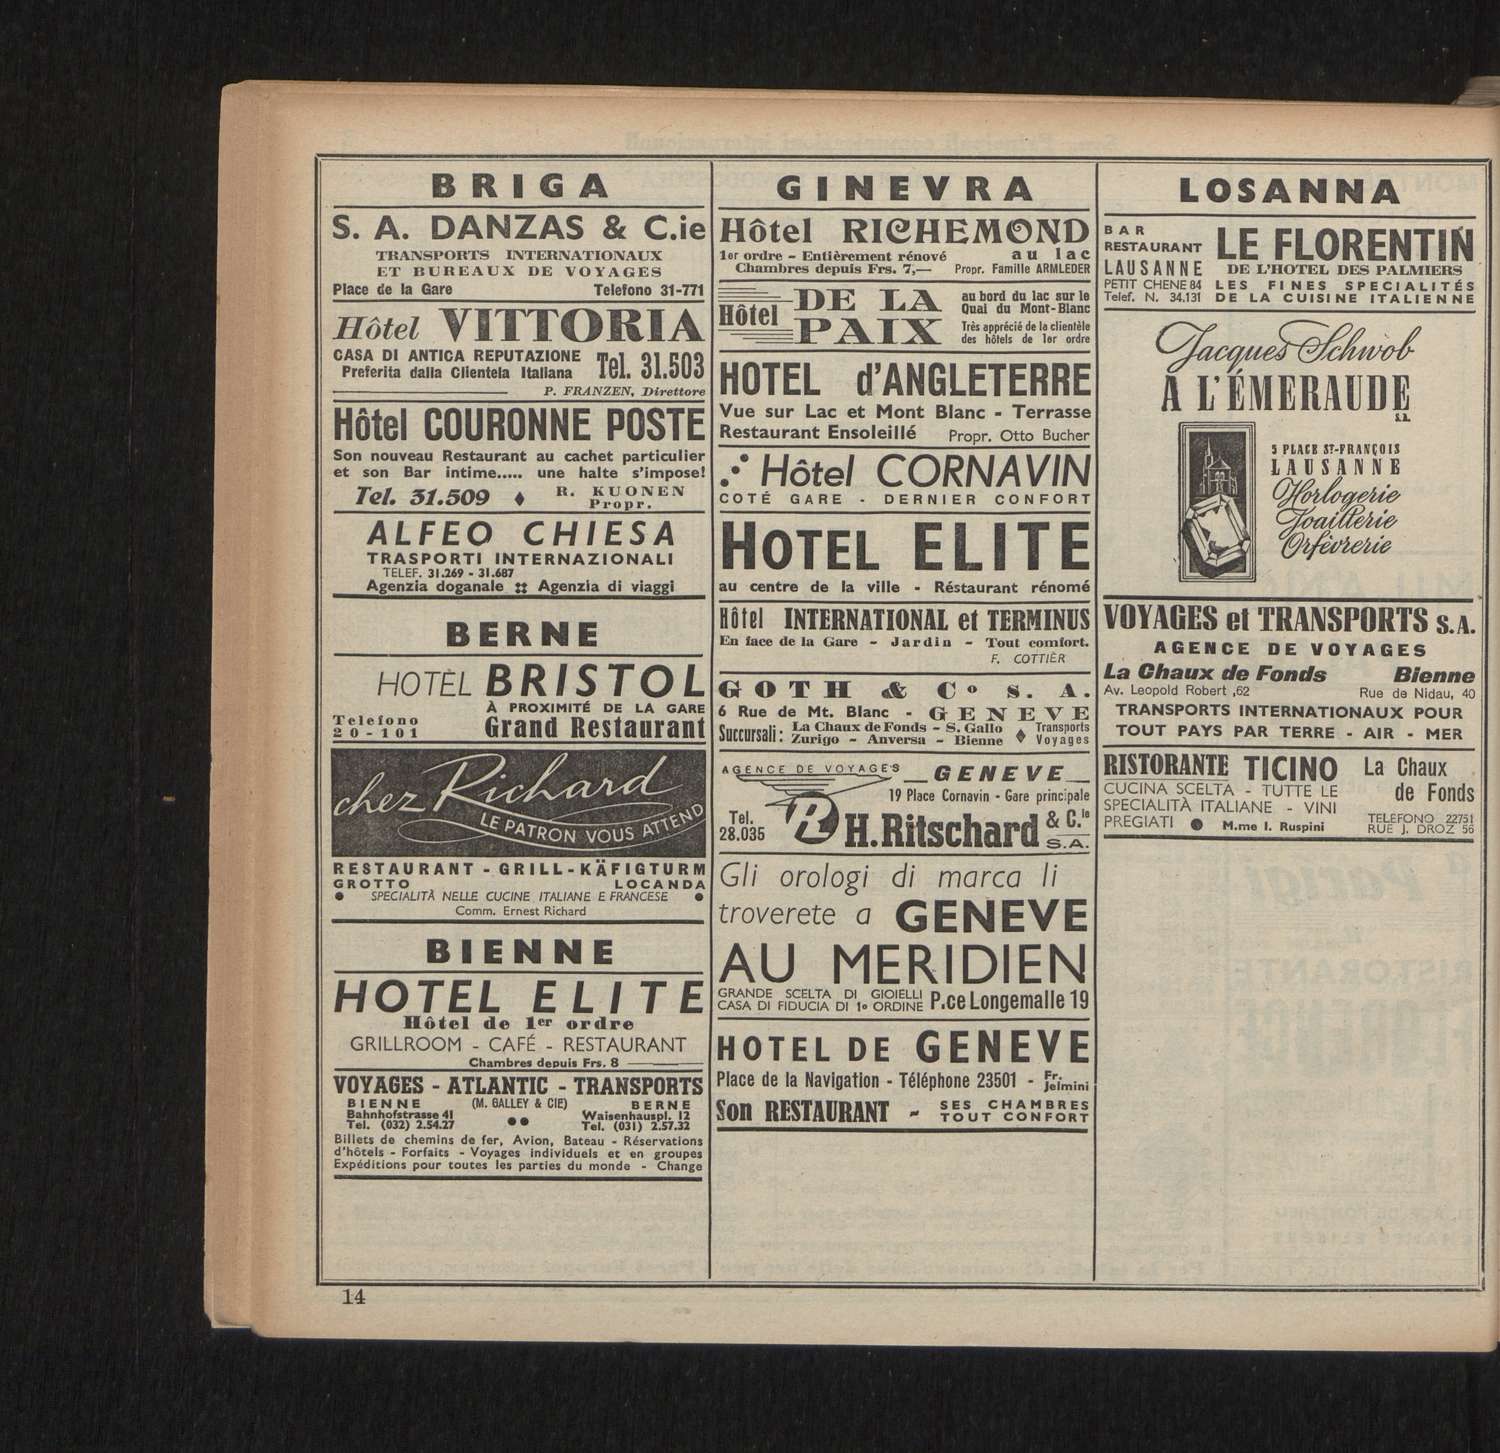 BRIGA
S. A. DANZAS & C.ie
TRANSPORTS INTERNATIONAUX
ET BUREAUX DE VOYAGES
Place de la Gare Telefono 31-771
Hôtel VITTORIA
CASA DI ANTICA REPUTAZIONE
Preferita dalla Clientela Italiana Tel. 31.503
P. FRANZEN, Direttore
Hôtel COURONNE POSTE
Son nouveau Restaurant au cachet particulier
et son Bar intime..... une halte s'impose!
Tel. 31.509 ♦ R. KUONEN
Propr.
ALFEO CHIESA
TRASPORTI INTERNAZIONALI
TELEF. 31.269 - 31.687
Agenzia doganale :: Agenzia di viaggi
BERNE
HOTEL BRISTOL
À PROXIMITÉ DE LA GARE
Telefono
20-101 Grand Restaurant
chez Richard
LE PATRON VOUS ATTEND
RESTAURANT - GRILL - KÄFIGTURM
GROTTO LOCANDA
● SPECIALITÀ NELLE CUCINE ITALIANE E FRANCESE ●
Comm. Ernest Richard
BIENNE
HOTEL ELITE
Hôtel de 1er ordre
GRILLROOM - CAFÉ - RESTAURANT
Chambres depuis Frs. 8
VOYAGES - ATLANTIC - TRANSPORTS
BIENNE (M. GALLEY & CIE) BERNE
Bahnhofstrasse 41 Waisenhauspl. 12
Tel. (032) 2.54.27 ●● Tel. (031) 2.57.32
Billets de chemins de fer, Avion, Bateau - Réservations
d'hôtels - Forfaits - Voyages individuels et en groupes
Expéditions pour toutes les parties du monde - Change
GINEVRA
Hôtel RICHEMOND
1er ordre - Entièrement rénové au lac
Chambres depuis Frs. 7,— Propr. Famille ARMLEDER
Hôtel DE LA PAIX
au bord du lac sur le
Quai du Mont-Blanc
Très apprécié de la clientèle
des hôtels de 1er ordre
HOTEL d'ANGLETERRE
Vue sur Lac et Mont Blanc - Terrasse
Restaurant Ensoleillé Propr. Otto Bucher
Hôtel CORNAVIN
COTÉ GARE - DERNIER CONFORT
HOTEL ELITE
au centre de la ville - Réstaurant rénomé
Hôtel INTERNATIONAL et TERMINUS
En face de la Gare - Jardin - Tout comfort.
F. COTTIÈR
GOTH & Co S. A.
6 Rue de Mt. Blanc - GENEVE
Succursali: La Chaux de Fonds - S. Gallo
Zurigo - Anversa - Bienne ♦ Transports
Voyages
AGENCE DE VOYAGES GENEVE
19 Place Cornavin - Gare principale
Tel.
28.035 R H. Ritschard & C.ie
S.A.
Gli orologi di marca li
troverete a GENEVE
AU MERIDIEN
GRANDE SCELTA DI GIOIELLI
CASA DI FIDUCIA DI 1o ORDINE P.ce Longemalle 19
HOTEL DE GENEVE
Place de la Navigation - Téléphone 23501 - Fr.
Jelmini
Son RESTAURANT - SES CHAMBRES
TOUT CONFORT
LOSANNA
BAR
RESTAURANT
LAUSANNE
PETIT CHENE 84
Telef. N. 34.131
LE FLORENTIN
DE L'HOTEL DES PALMIERS
LES FINES SPECIALITÉS
DE LA CUISINE ITALIENNE
Jacques Schwob
A L'ÉMERAUDE
S.A.
5 PLACE ST-FRANÇOIS
LAUSANNE
Horlogerie
Joaillerie
Orfèvrerie
VOYAGES et TRANSPORTS S.A.
AGENCE DE VOYAGES
La Chaux de Fonds Bienne
Av. Leopold Robert ,62 Rue de Nidau, 40
TRANSPORTS INTERNATIONAUX POUR
TOUT PAYS PAR TERRE - AIR - MER
RISTORANTE TICINO La Chaux
de Fonds
CUCINA SCELTA - TUTTE LE
SPECIALITÀ ITALIANE - VINI
PREGIATI ● M.me I. Ruspini
TELEFONO 22751
RUE J. DROZ 56
14